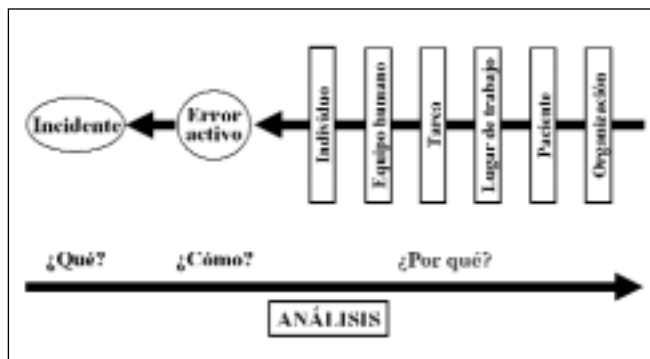 Incidente
Error
activo
Individuo
Equipo humano
Tarea
Lugar de trabajo
Paciente
Organización
¿Qué?
¿Cómo?
¿Por qué?
ANÁLISIS